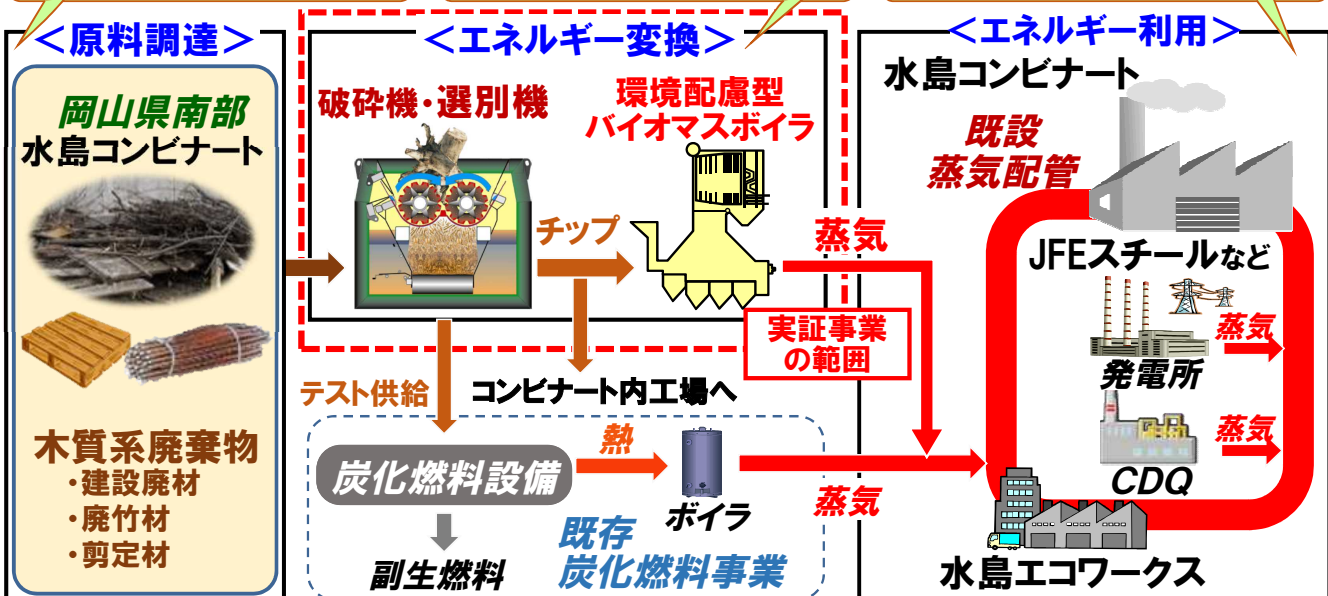 ＜原料調達＞
岡山県南部
水島コンビナート
木質系廃棄物
・建設廃材
・廃竹材
・剪定材
＜エネルギー変換＞
破砕機・選別機
環境配慮型
バイオマスボイラ
チップ
蒸気
実証事業
の範囲
テスト供給
コンビナート内工場へ
炭化燃料設備
熱
ボイラ
蒸気
副生燃料
既存
炭化燃料事業
＜エネルギー利用＞
水島コンビナート
既設
蒸気配管
JFEスチールなど
発電所
蒸気
CDQ
蒸気
水島エコワークス